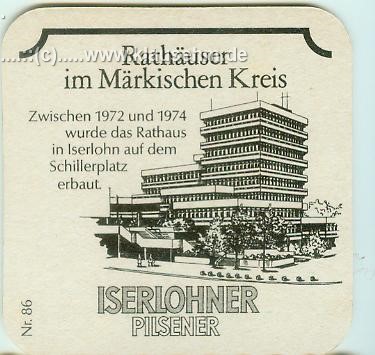 Rathäuser
im Märkischen Kreis
Zwischen 1972 und 1974
wurde das Rathaus
in Iserlohn auf dem
Schillerplatz
erbaut.
ISERLOHNER
PILSENER
Nr. 86